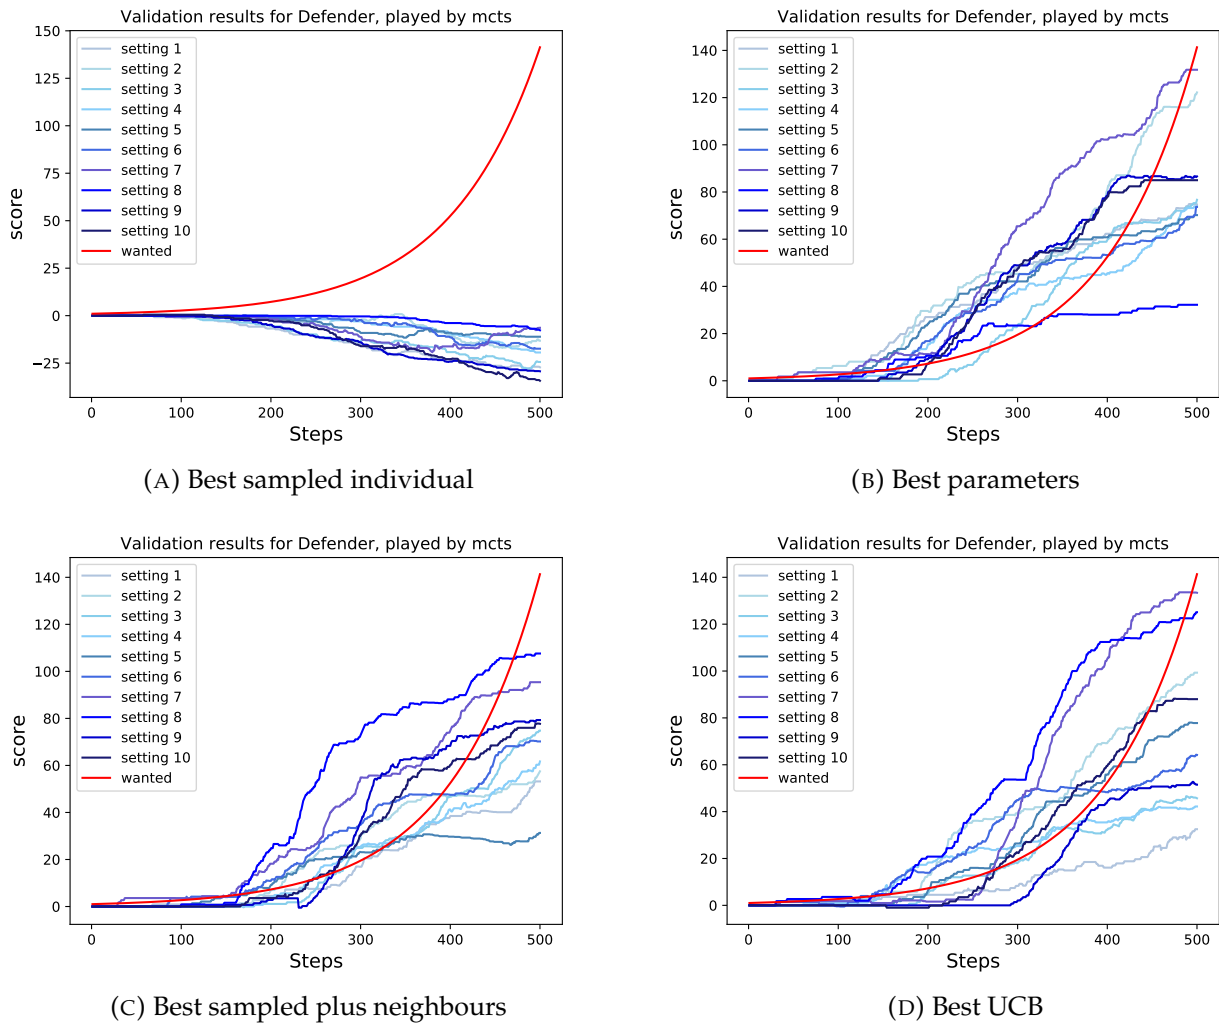 Validation results for Defender, played by mcts
150
125
100
75
50
25
0
−25
score
setting 1
setting 2
setting 3
setting 4
setting 5
setting 6
setting 7
setting 8
setting 9
setting 10
wanted
0 100 200 300 400 500
Steps
(A) Best sampled individual
Validation results for Defender, played by mcts
140
120
100
80
60
40
20
0
score
setting 1
setting 2
setting 3
setting 4
setting 5
setting 6
setting 7
setting 8
setting 9
setting 10
wanted
0 100 200 300 400 500
Steps
(B) Best parameters
Validation results for Defender, played by mcts
140
120
100
80
60
40
20
0
score
setting 1
setting 2
setting 3
setting 4
setting 5
setting 6
setting 7
setting 8
setting 9
setting 10
wanted
0 100 200 300 400 500
Steps
(C) Best sampled plus neighbours
Validation results for Defender, played by mcts
140
120
100
80
60
40
20
0
score
setting 1
setting 2
setting 3
setting 4
setting 5
setting 6
setting 7
setting 8
setting 9
setting 10
wanted
0 100 200 300 400 500
Steps
(D) Best UCB